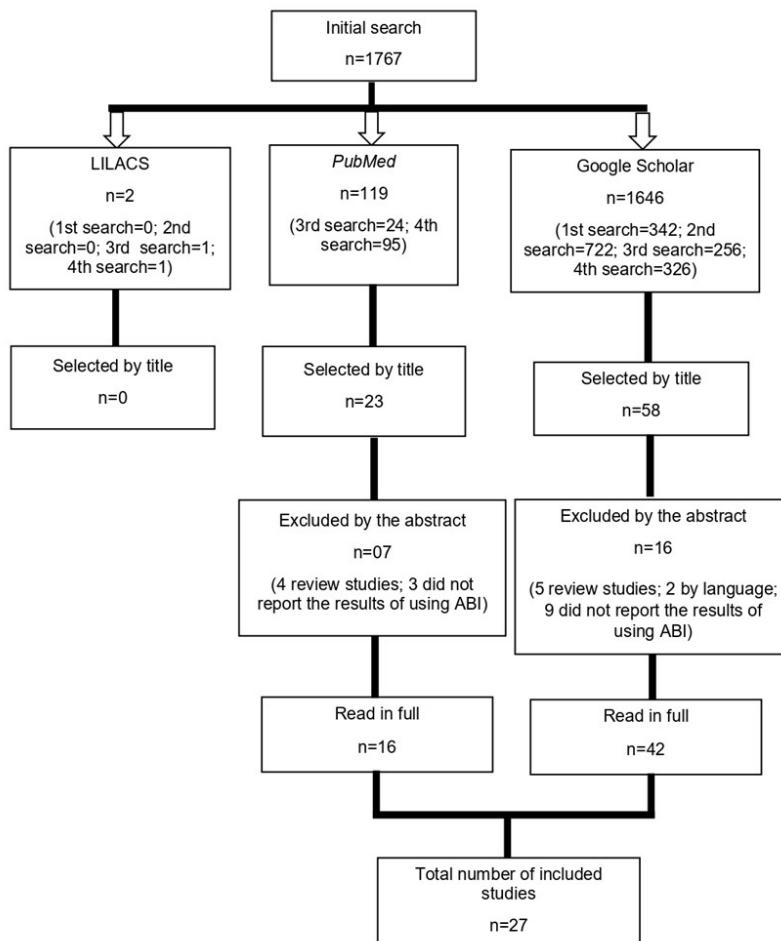 Initial search
n=1767
LILACS
n=2
(1st search=0; 2nd
search=0; 3rd search=1;
4th search=1)
PubMed
n=119
(3rd search=24; 4th
search=95)
Google Scholar
n=1646
(1st search=342; 2nd
search=722; 3rd search=256;
4th search=326)
Selected by title
n=0
Selected by title
n=23
Selected by title
n=58
Excluded by the abstract
n=07
(4 review studies; 3 did not
report the results of using ABI)
Excluded by the abstract
n=16
(5 review studies; 2 by language;
9 did not report the results of
using ABI)
Read in full
n=16
Read in full
n=42
Total number of included
studies
n=27